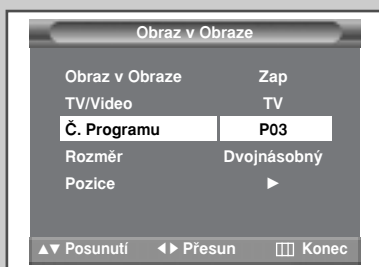 Obraz v Obraze
Obraz v Obraze Zap
TV/Video TV
Č. Programu P03
Rozměr Dvojnásobný
Pozice ►
▲▼ Posunutí ◄► Přesun Konec